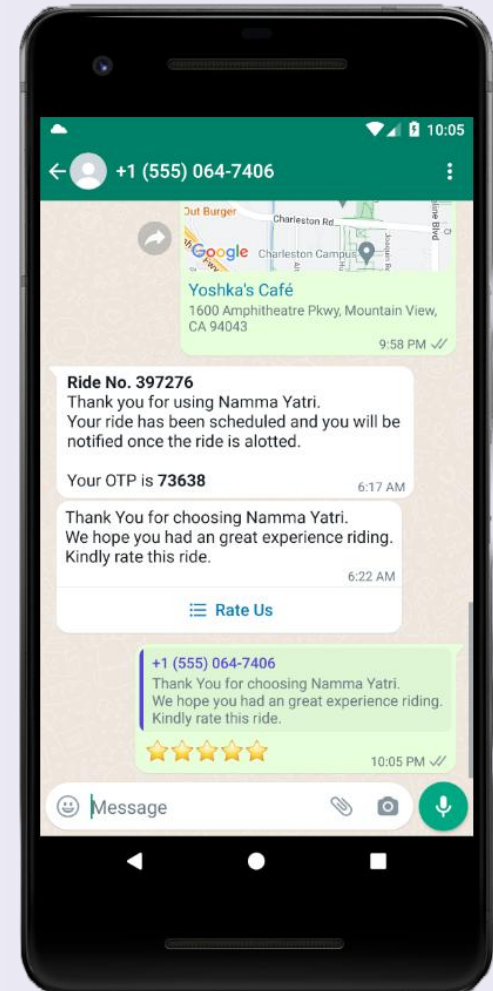 10:05
+1 (555) 064-7406
Out Burger
Charleston Rd
Google
Charleston Campus
Joaquin R
Yoshka's Café
1600 Amphitheatre Pkwy, Mountain View,
CA 94043
9:58 PM
Ride No. 397276
Thank you for using Namma Yatri.
Your ride has been scheduled and you will be
notified once the ride is alotted.
Your OTP is 73638
6:17 AM
Thank You for choosing Namma Yatri.
We hope you had an great experience riding.
Kindly rate this ride.
6:22 AM
Rate Us
+1 (555) 064-7406
Thank You for choosing Namma Yatri.
We hope you had an great experience riding.
Kindly rate this ride.
10:05 PM
Message